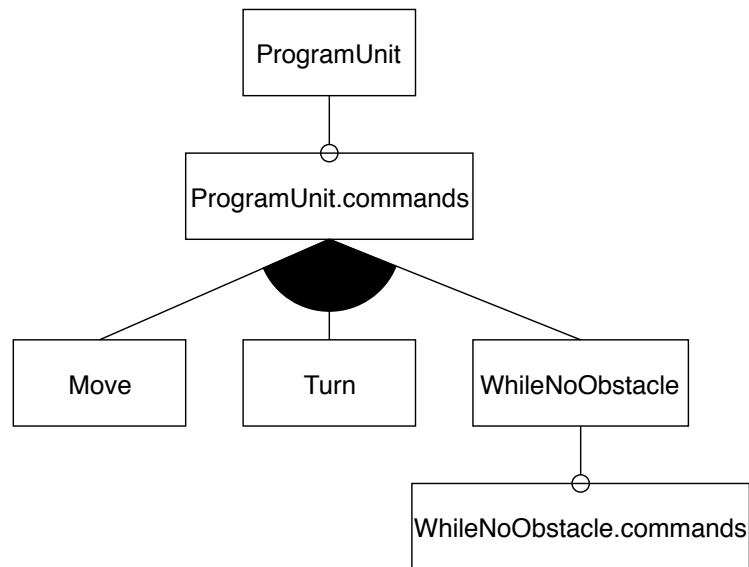 ProgramUnit
ProgramUnit.commands
Move
Turn
WhileNoObstacle
WhileNoObstacle.commands